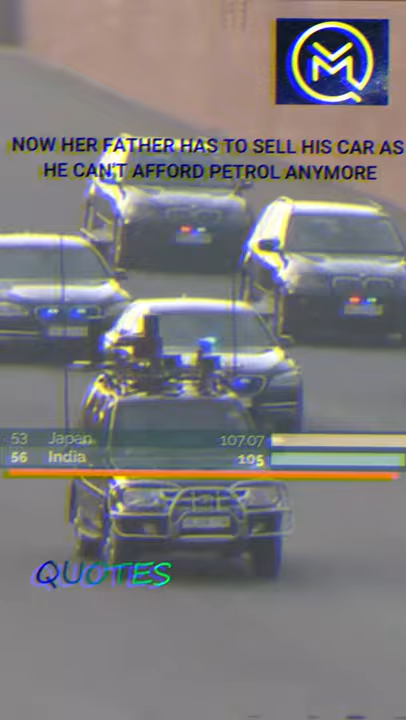 NOW HER FATHER HAS TO SELL HIS CAR AS
HE CAN'T AFFORD PETROL ANYMORE
53 Japan 107.07
56 India 105
QUOTES